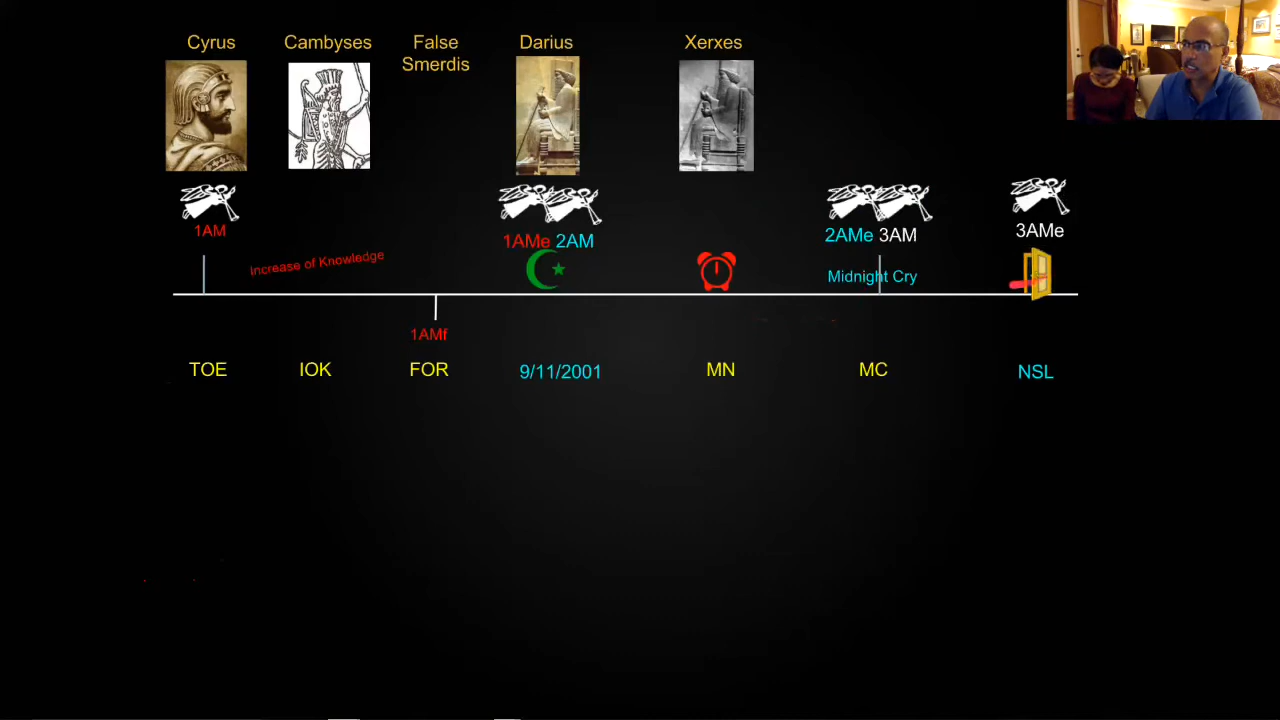 Cyrus
Cambyses
False
Smerdis
Darius
Xerxes
1AM
1AMe 2AM
2AMe 3AM
3AMe
Increase of Knowledge
Midnight Cry
1AMf
TOE
IOK
FOR
9/11/2001
MN
MC
NSL